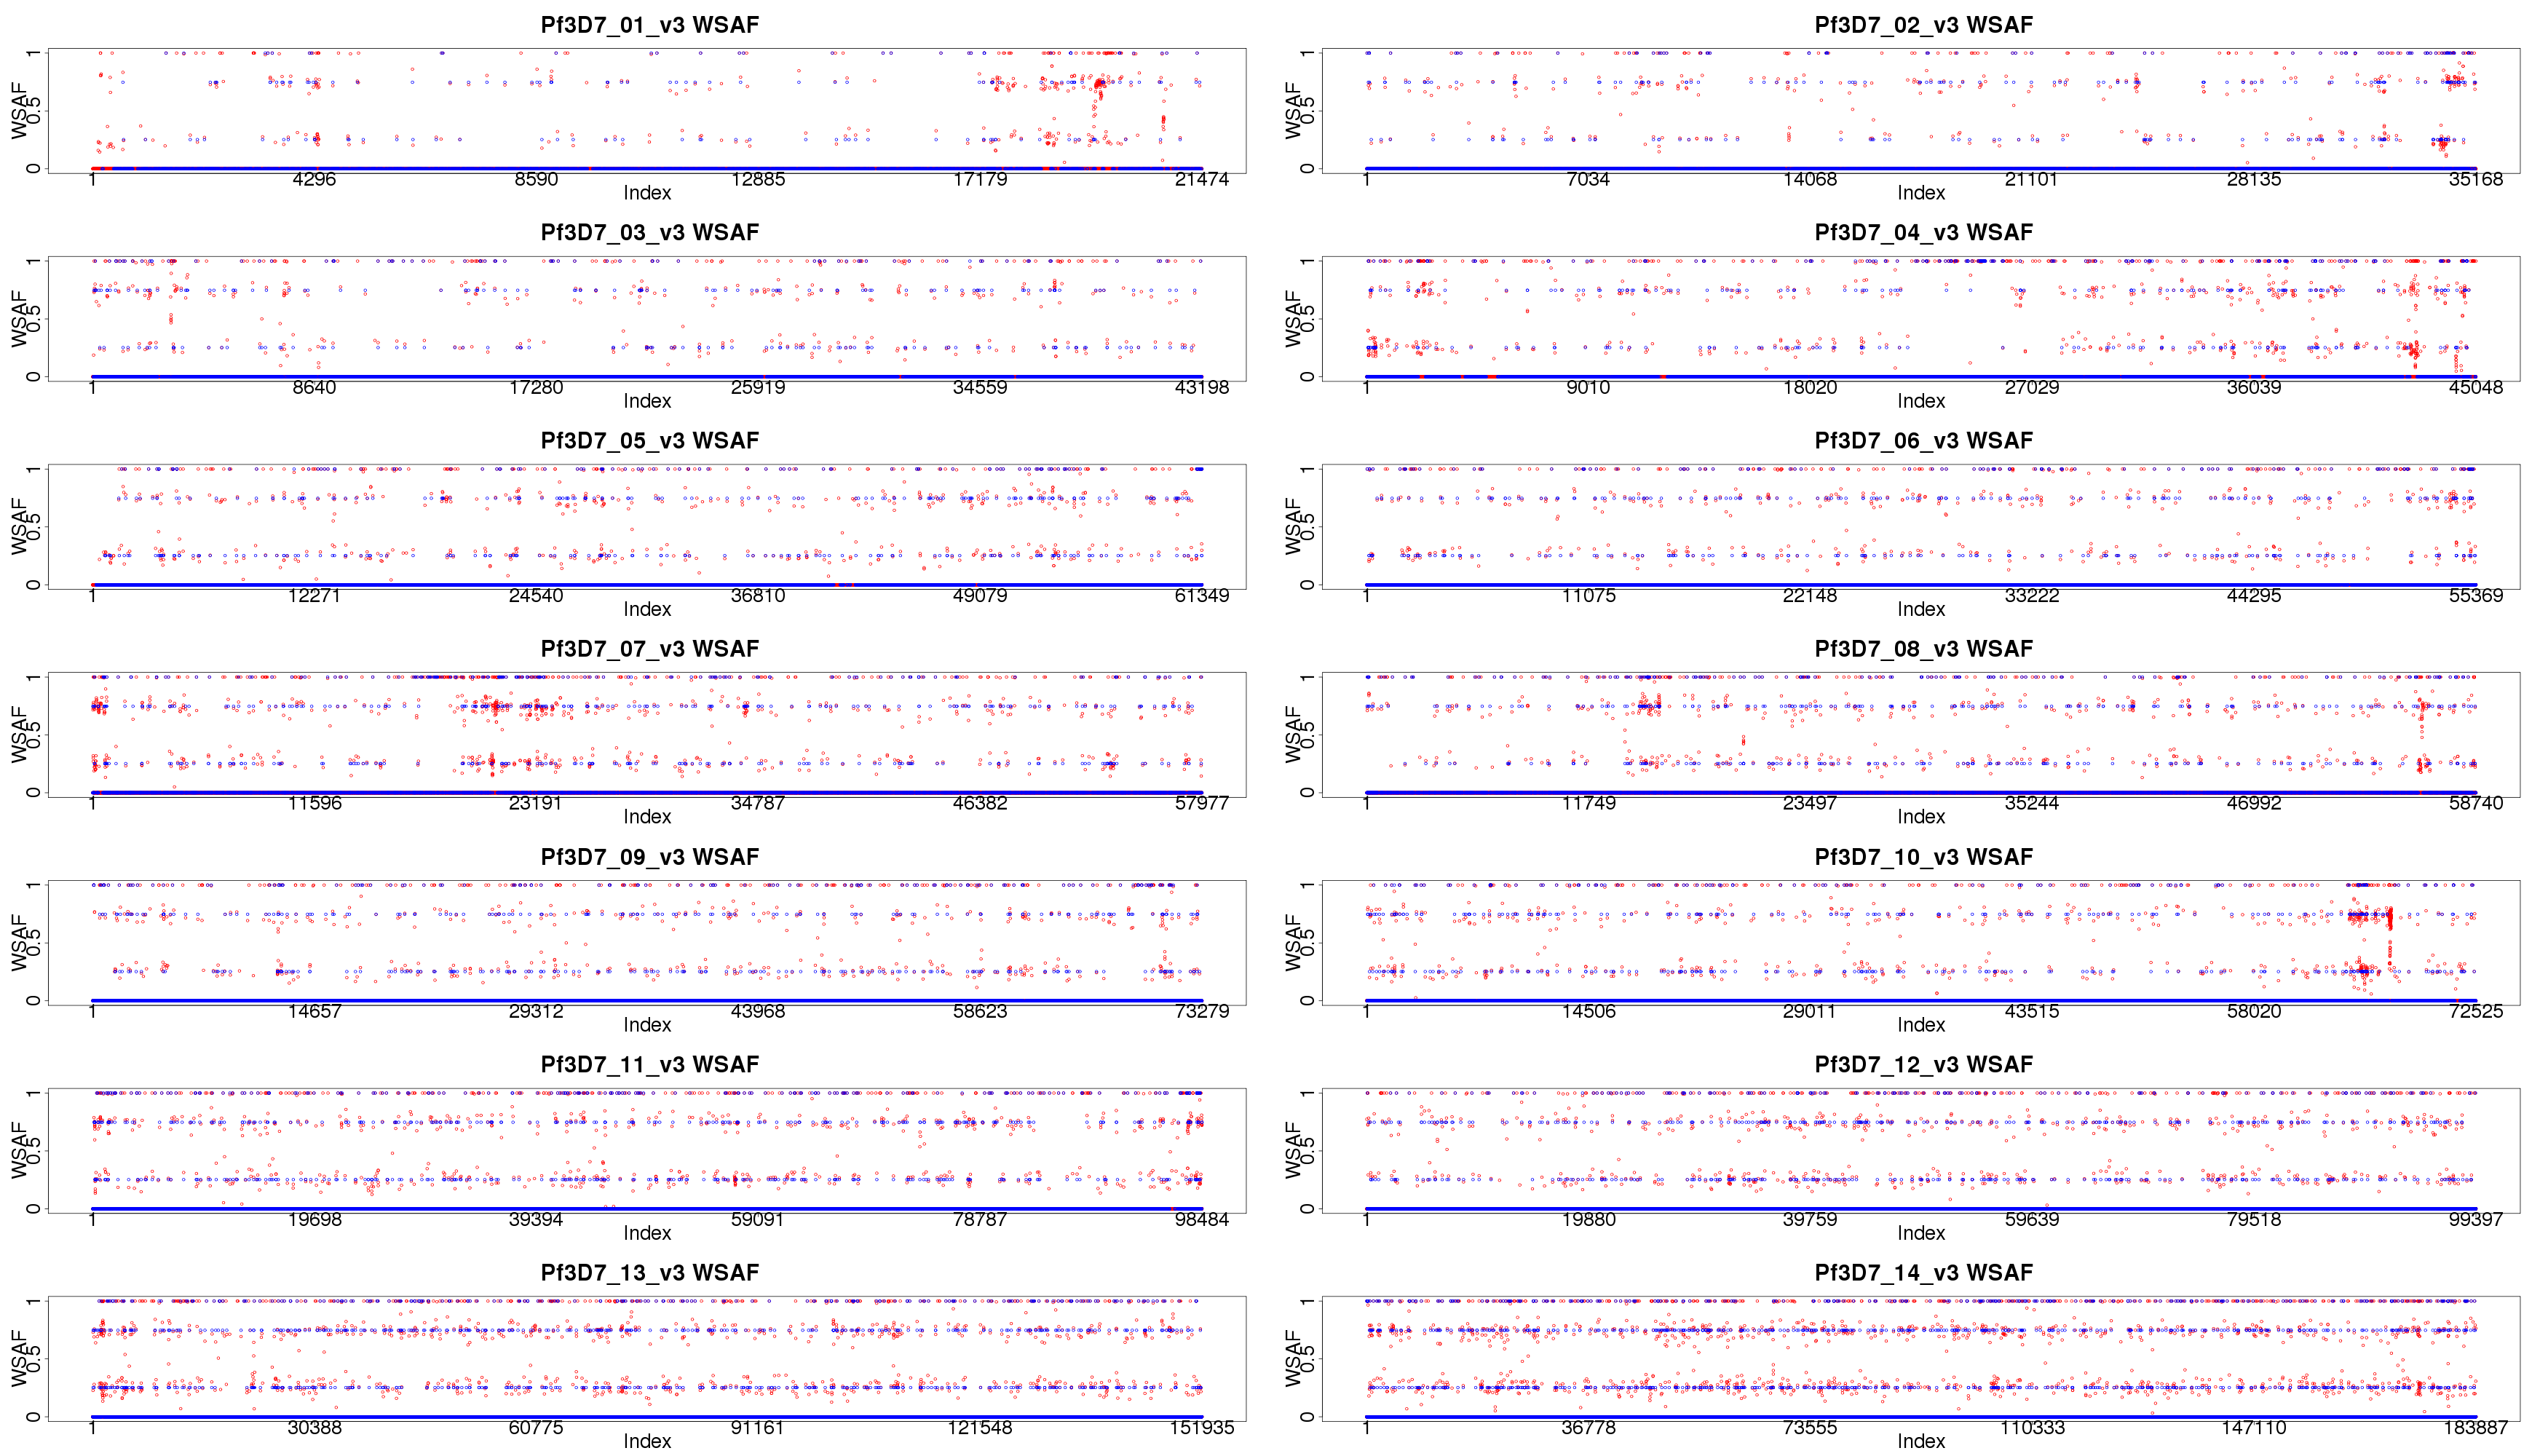 Pf3D7_01_v3 WSAF
WSAF
0 0.5 1
1 4296 8590 12885 17179 21474
Index
Pf3D7_02_v3 WSAF
WSAF
0 0.5 1
1 7034 14068 21101 28135 35168
Index
Pf3D7_03_v3 WSAF
WSAF
0 0.5 1
1 8640 17280 25919 34559 43198
Index
Pf3D7_04_v3 WSAF
WSAF
0 0.5 1
1 9010 18020 27029 36039 45048
Index
Pf3D7_05_v3 WSAF
WSAF
0 0.5 1
1 12271 24540 36810 49079 61349
Index
Pf3D7_06_v3 WSAF
WSAF
0 0.5 1
1 11075 22148 33222 44295 55369
Index
Pf3D7_07_v3 WSAF
WSAF
0 0.5 1
1 11596 23191 34787 46382 57977
Index
Pf3D7_08_v3 WSAF
WSAF
0 0.5 1
1 11749 23497 35244 46992 58740
Index
Pf3D7_09_v3 WSAF
WSAF
0 0.5 1
1 14657 29312 43968 58623 73279
Index
Pf3D7_10_v3 WSAF
WSAF
0 0.5 1
1 14506 29011 43515 58020 72525
Index
Pf3D7_11_v3 WSAF
WSAF
0 0.5 1
1 19698 39394 59091 78787 98484
Index
Pf3D7_12_v3 WSAF
WSAF
0 0.5 1
1 19880 39759 59639 79518 99397
Index
Pf3D7_13_v3 WSAF
WSAF
0 0.5 1
1 30388 60775 91161 121548 151935
Index
Pf3D7_14_v3 WSAF
WSAF
0 0.5 1
1 36778 73555 110333 147110 183887
Index